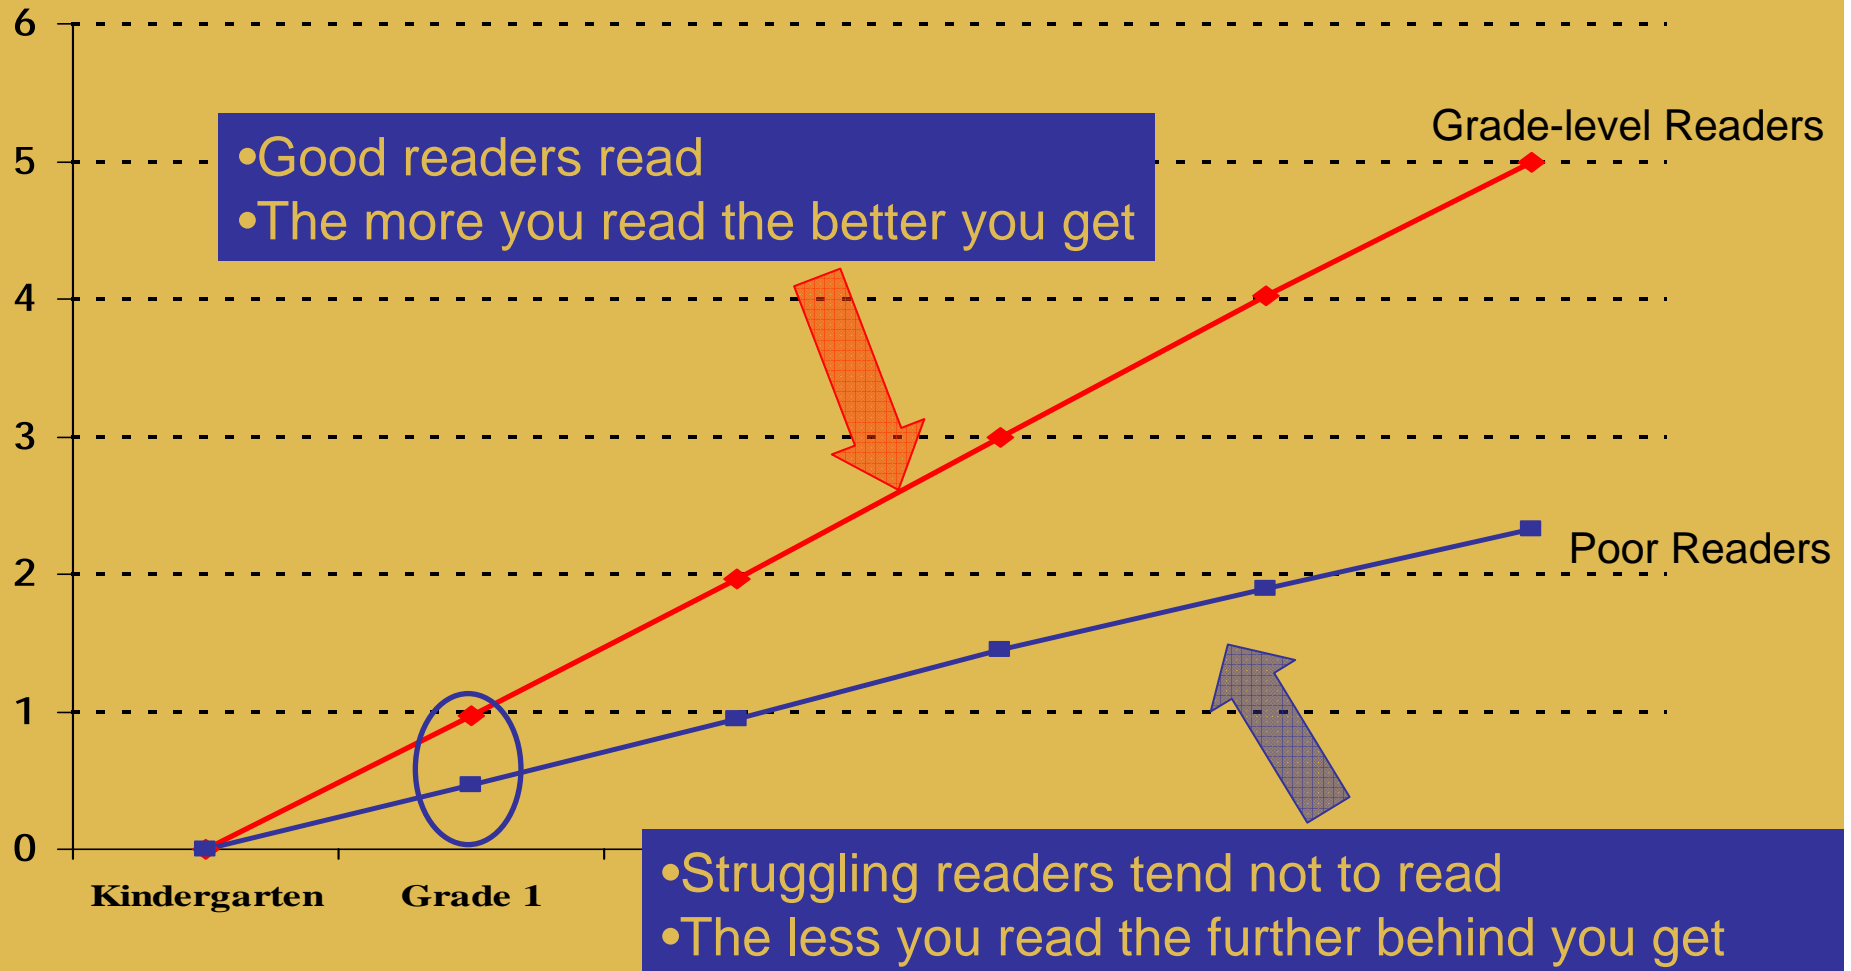 6
Grade-level Readers
•Good readers read
5
•The more you read the better you get
4
3
Poor Readers
2
1
0
Kindergarten Grade 1
•Struggling readers tend not to read
•The less you read the further behind you get